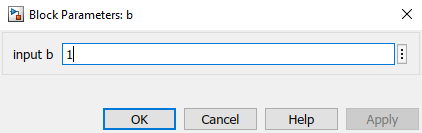 Block Parameters: b
input b 1
OK Cancel Help Apply